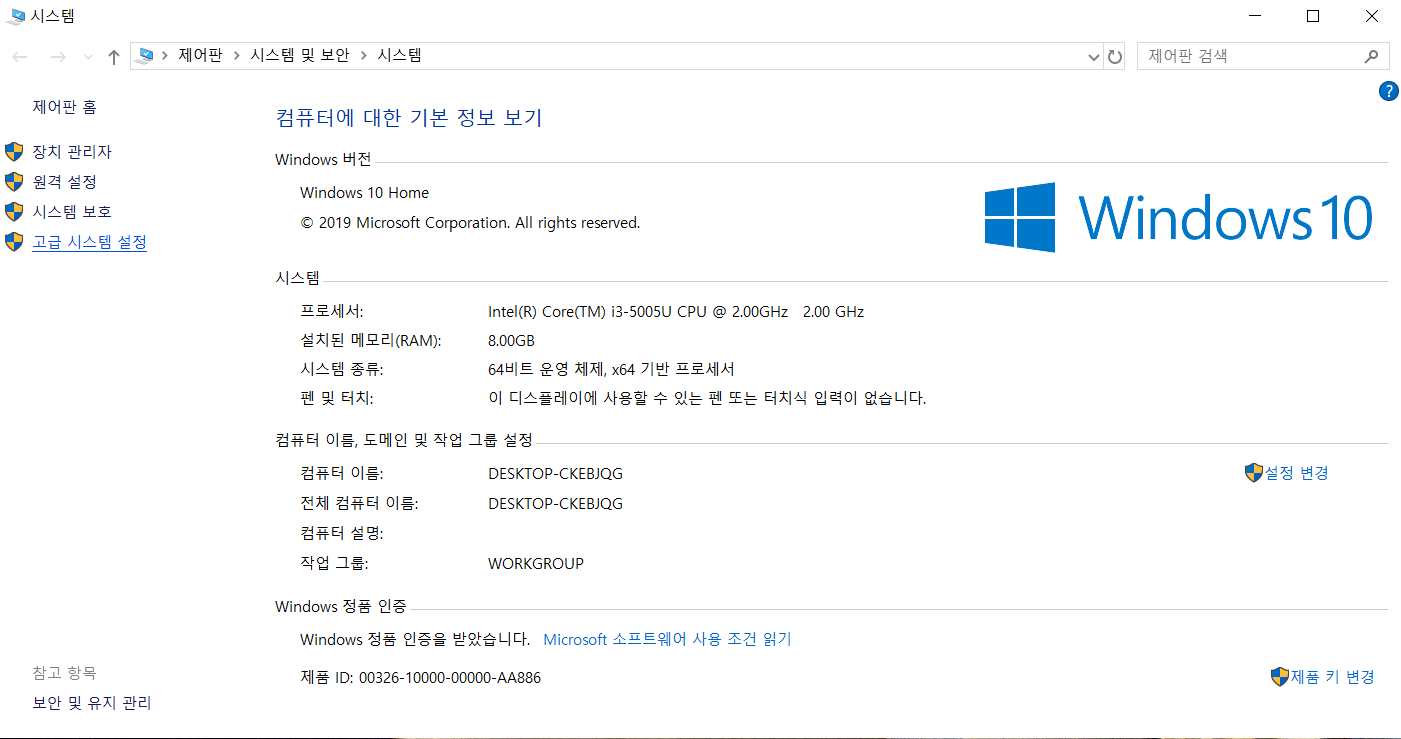 시스템
제어판 > 시스템 및 보안 > 시스템
제어판 검색
?
제어판 홈
장치 관리자
원격 설정
시스템 보호
고급 시스템 설정
컴퓨터에 대한 기본 정보 보기
Windows 버전
Windows 10 Home
© 2019 Microsoft Corporation. All rights reserved.
Windows 10
시스템
프로세서: Intel(R) Core(TM) i3-5005U CPU @ 2.00GHz 2.00 GHz
설치된 메모리(RAM): 8.00GB
시스템 종류: 64비트 운영 체제, x64 기반 프로세서
펜 및 터치: 이 디스플레이에 사용할 수 있는 펜 또는 터치식 입력이 없습니다.
컴퓨터 이름, 도메인 및 작업 그룹 설정
컴퓨터 이름: DESKTOP-CKEBJQG 설정 변경
전체 컴퓨터 이름: DESKTOP-CKEBJQG
컴퓨터 설명:
작업 그룹: WORKGROUP
Windows 정품 인증
Windows 정품 인증을 받았습니다. Microsoft 소프트웨어 사용 조건 읽기
제품 ID: 00326-10000-00000-AA886 제품 키 변경
참고 항목
보안 및 유지 관리